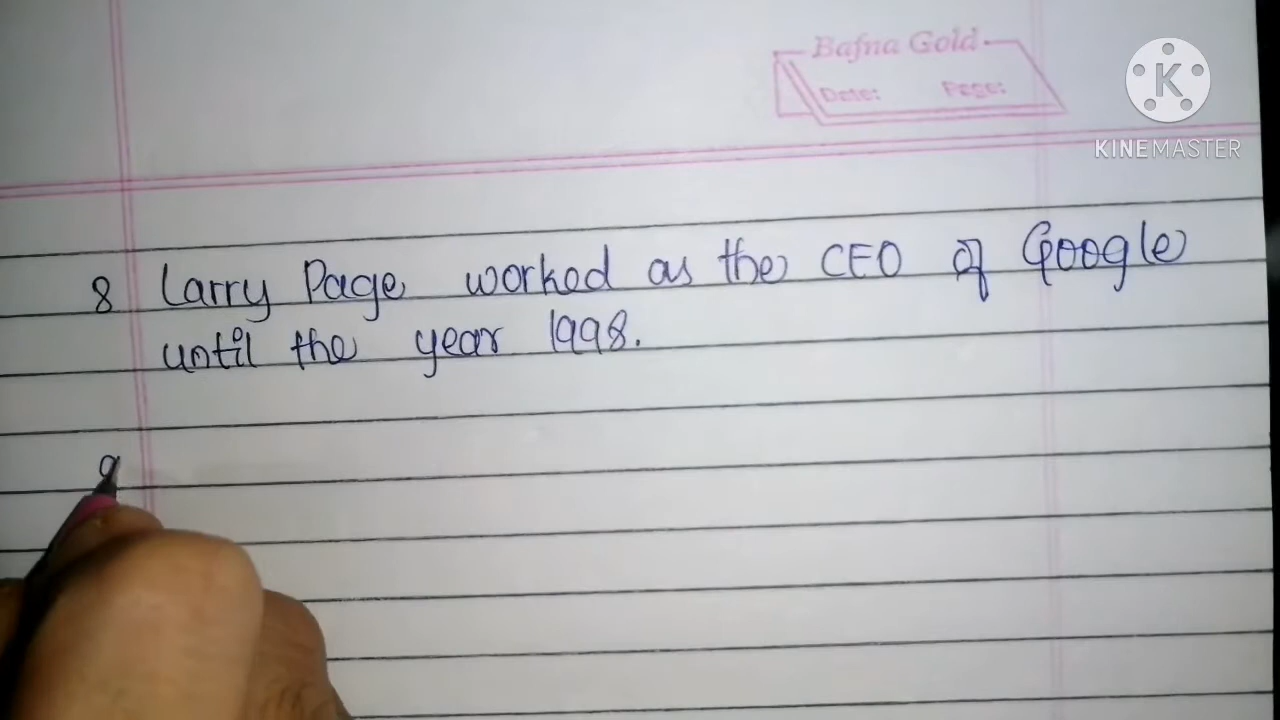 Bafna Gold
Date: Page:
KINEMASTER
8 Larry Page worked as the CEO of Google
until the year 1998.
9